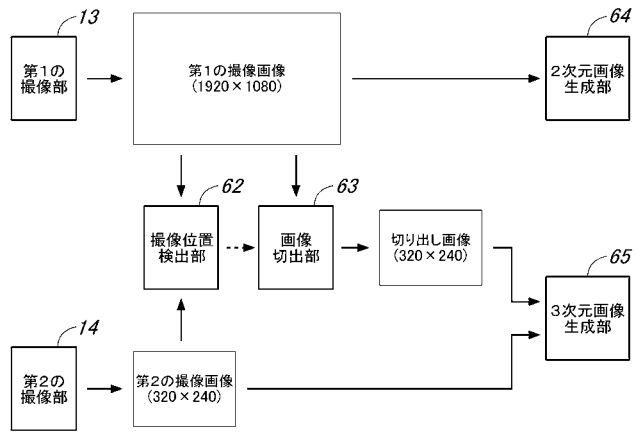 13
第1の
撮像部
第1の撮像画像
(1920×1080)
64
2次元画像
生成部
62
撮像位置
検出部
63
画像
切出部
切り出し画像
(320×240)
65
3次元画像
生成部
14
第2の
撮像部
第2の撮像画像
(320×240)